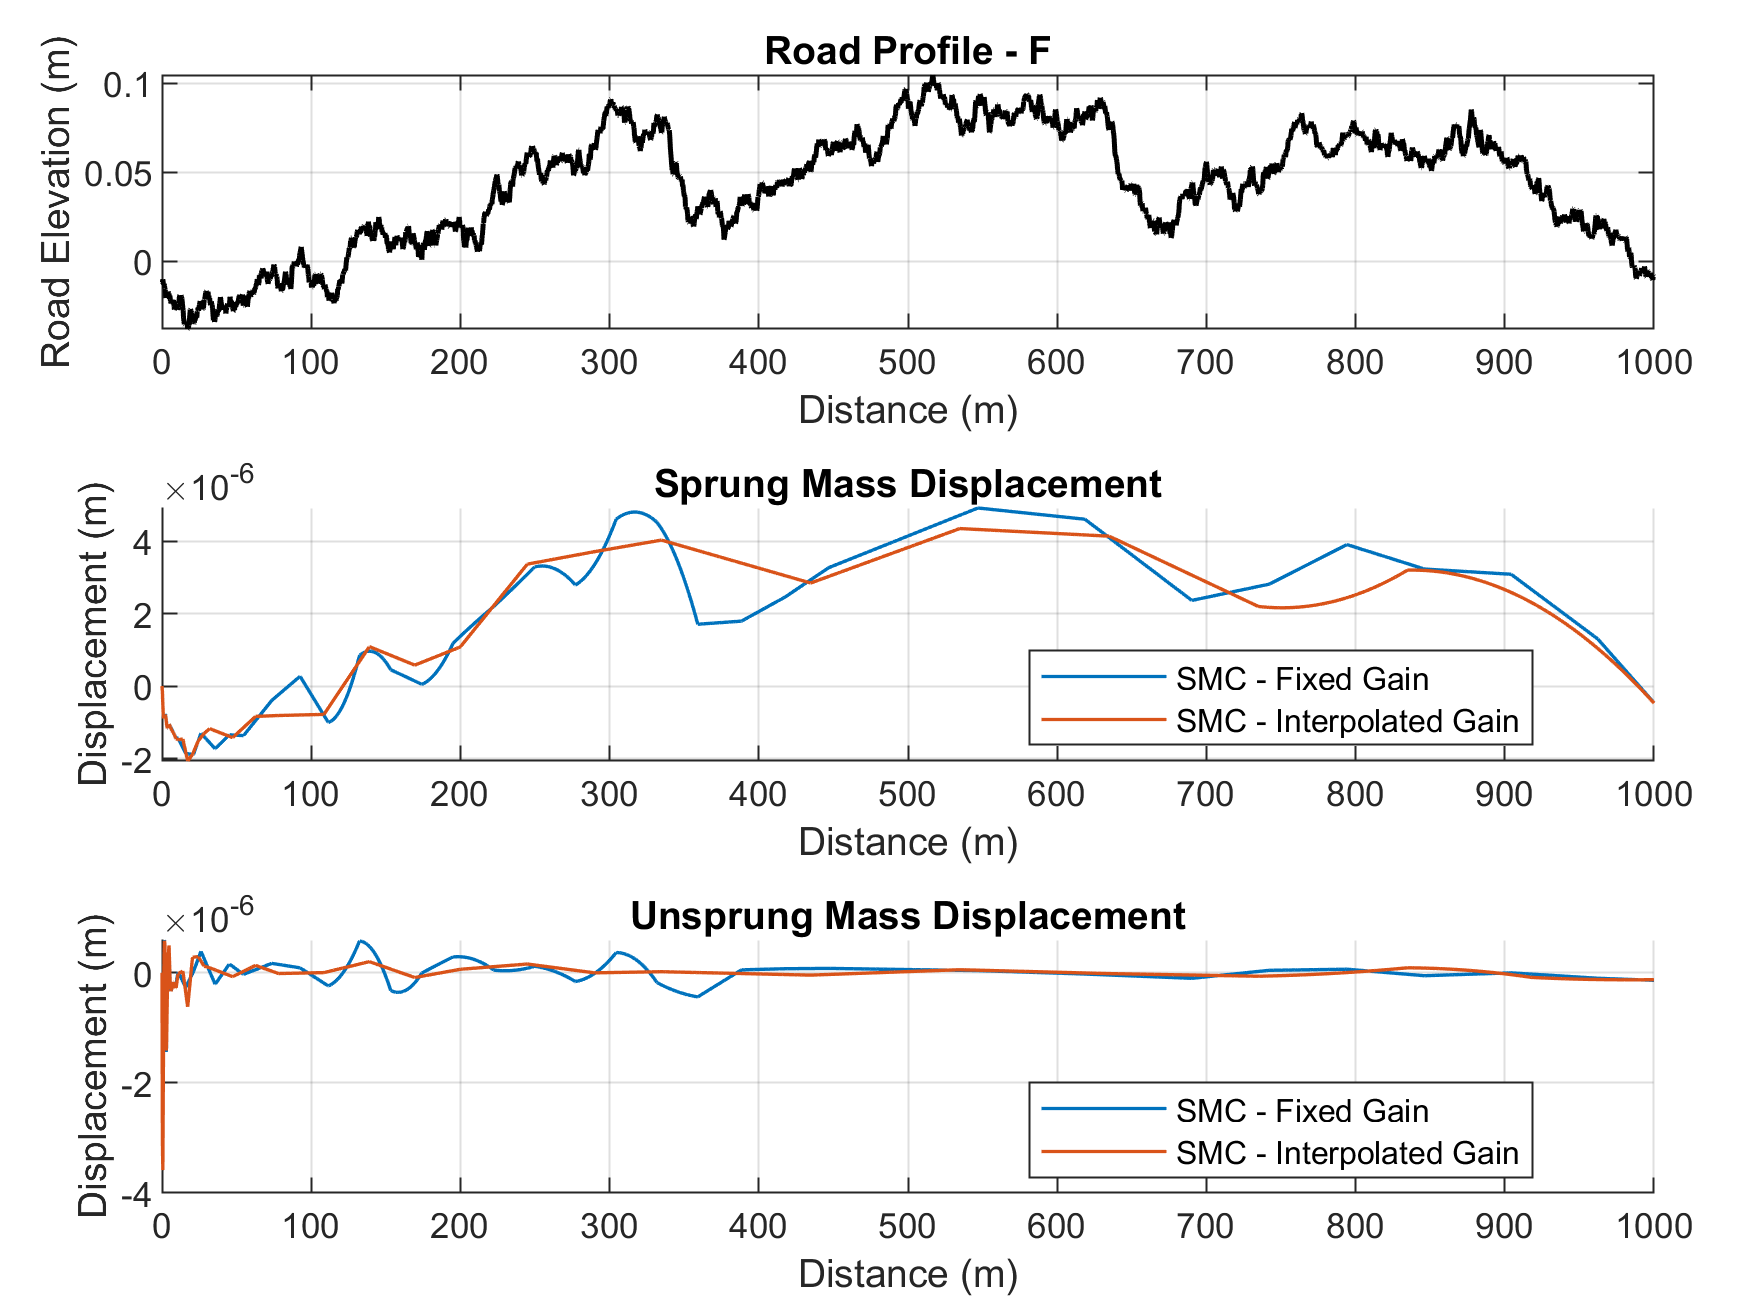 Road Profile - F
Road Elevation (m)
0.1
0.05
0
0 100 200 300 400 500 600 700 800 900 1000
Distance (m)
Sprung Mass Displacement
×10^-6
Displacement (m)
4
2
0
-2
SMC - Fixed Gain
SMC - Interpolated Gain
0 100 200 300 400 500 600 700 800 900 1000
Distance (m)
Unsprung Mass Displacement
×10^-6
Displacement (m)
0
-2
-4
SMC - Fixed Gain
SMC - Interpolated Gain
0 100 200 300 400 500 600 700 800 900 1000
Distance (m)